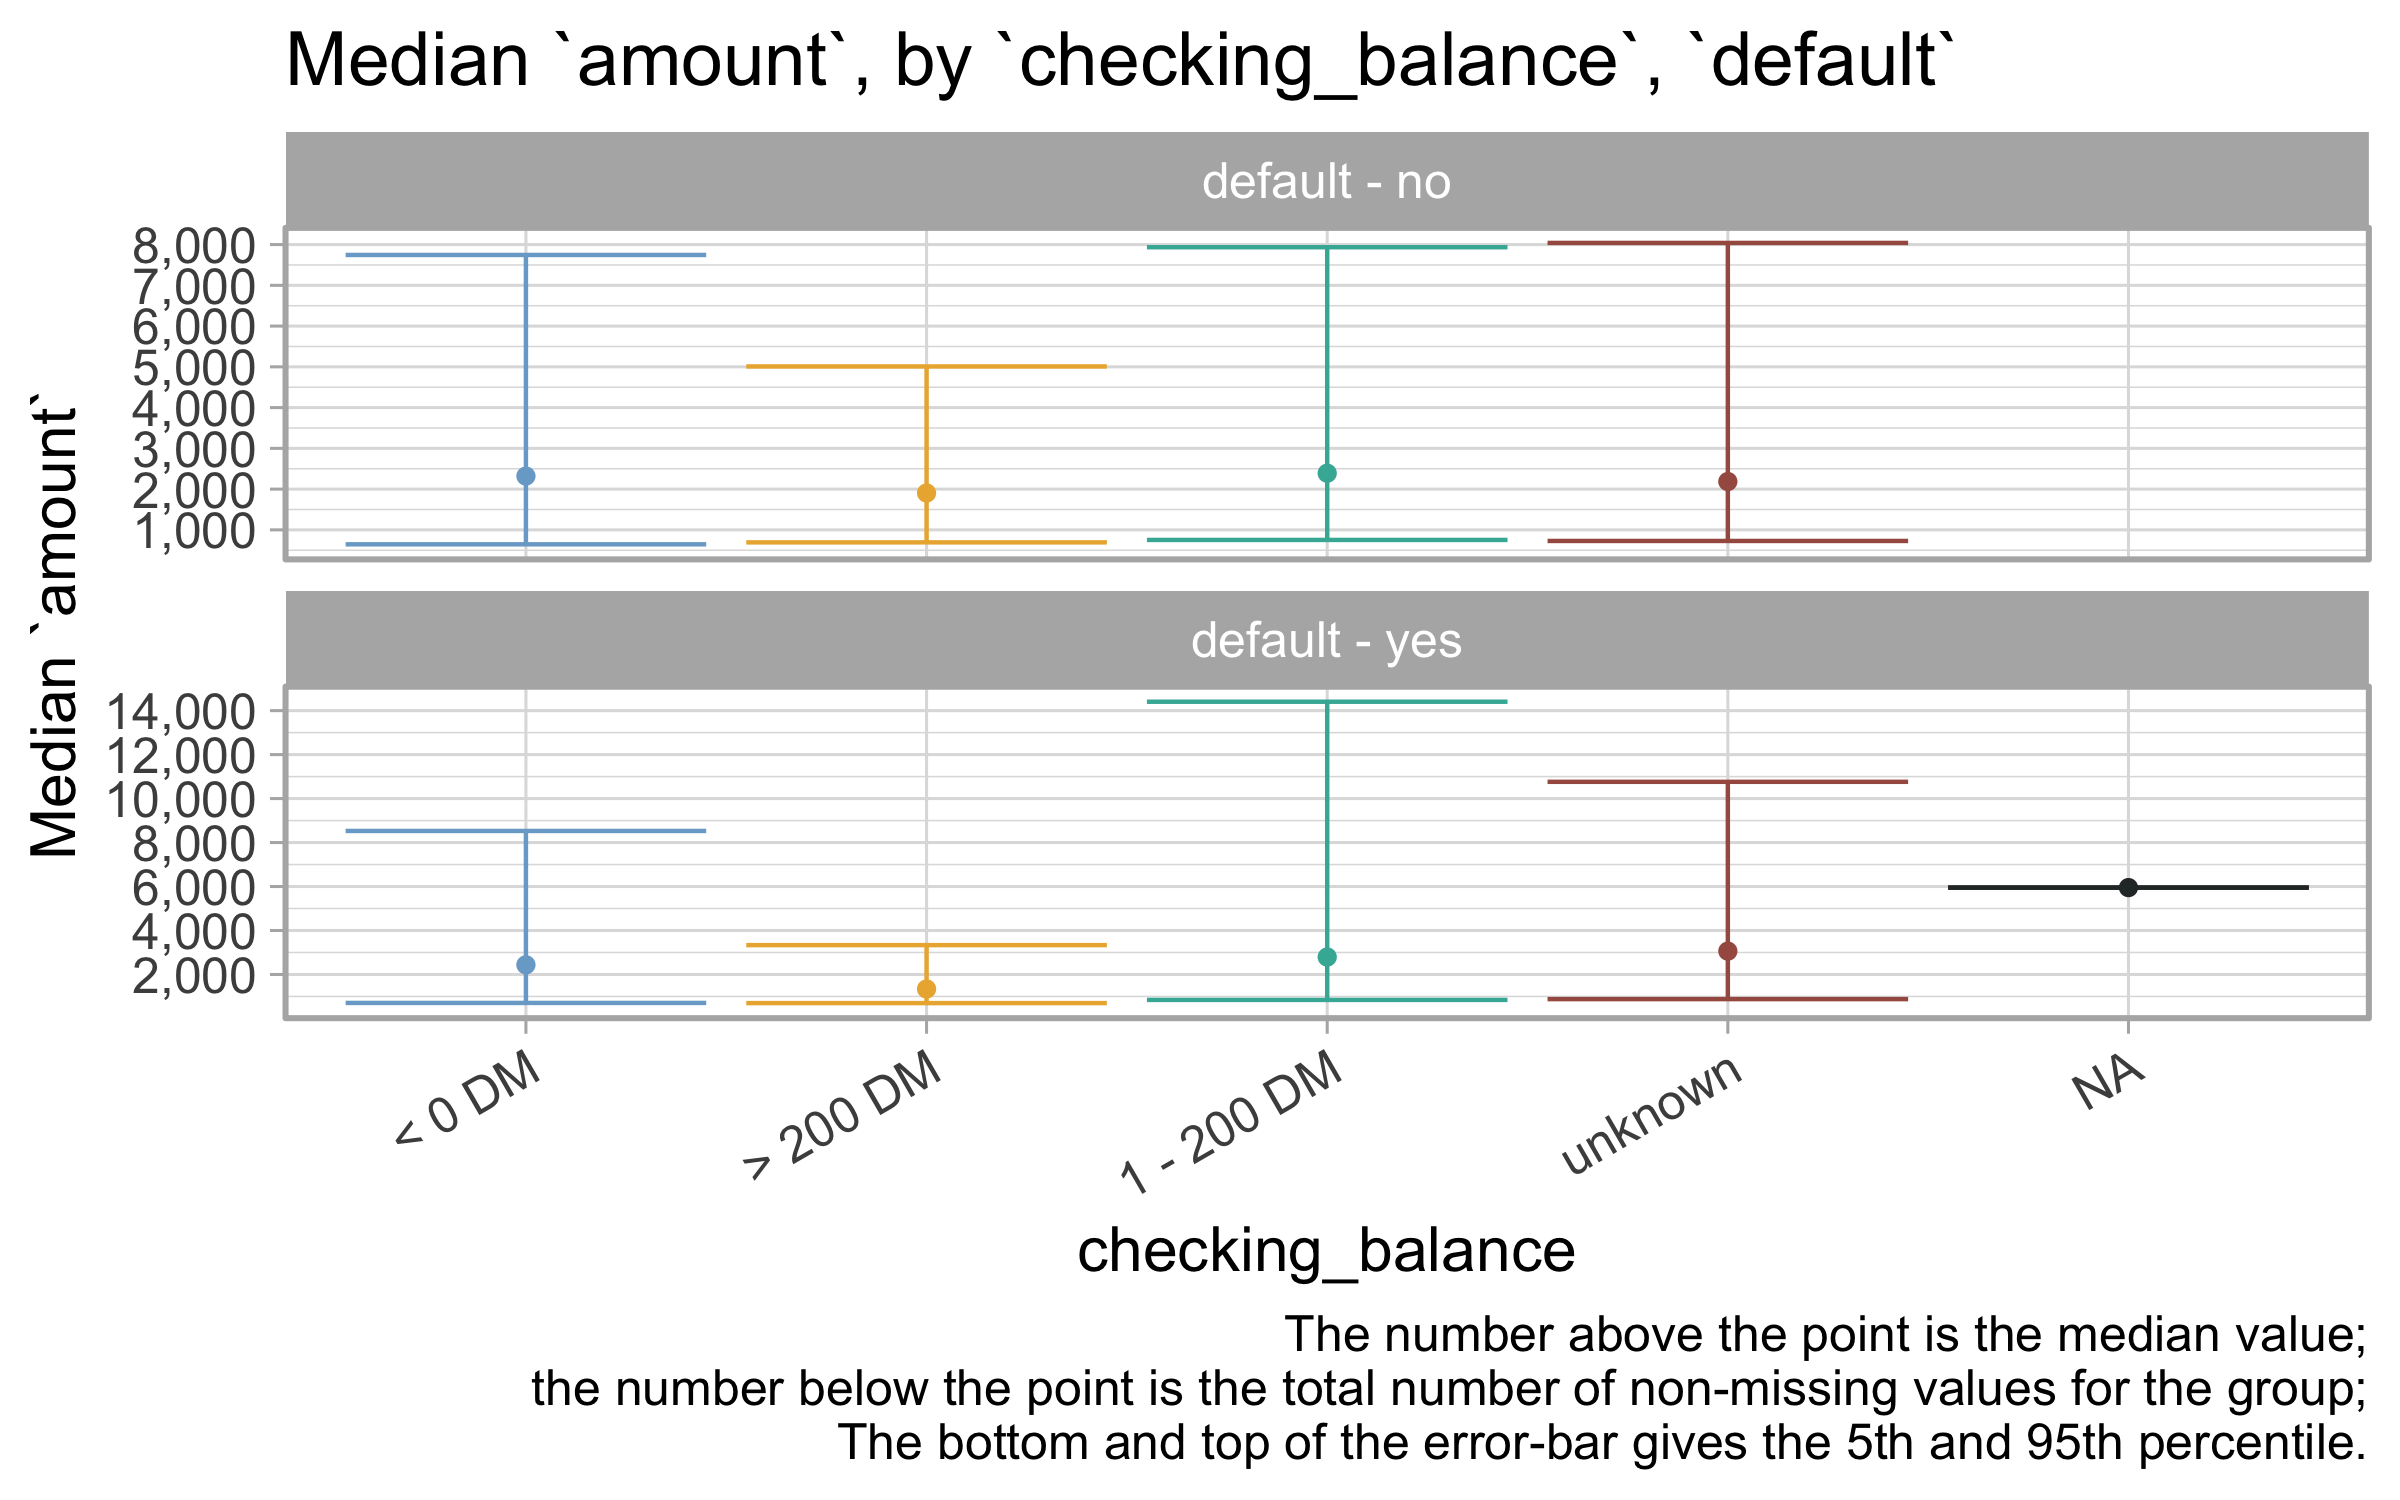 Median `amount`, by `checking_balance`, `default`
default - no
8,000
7,000
6,000
5,000
4,000
3,000
2,000
1,000
Median `amount`
default - yes
14,000
12,000
10,000
8,000
6,000
4,000
2,000
< 0 DM
> 200 DM
1 - 200 DM
unknown
NA
checking_balance
The number above the point is the median value;
the number below the point is the total number of non-missing values for the group;
The bottom and top of the error-bar gives the 5th and 95th percentile.